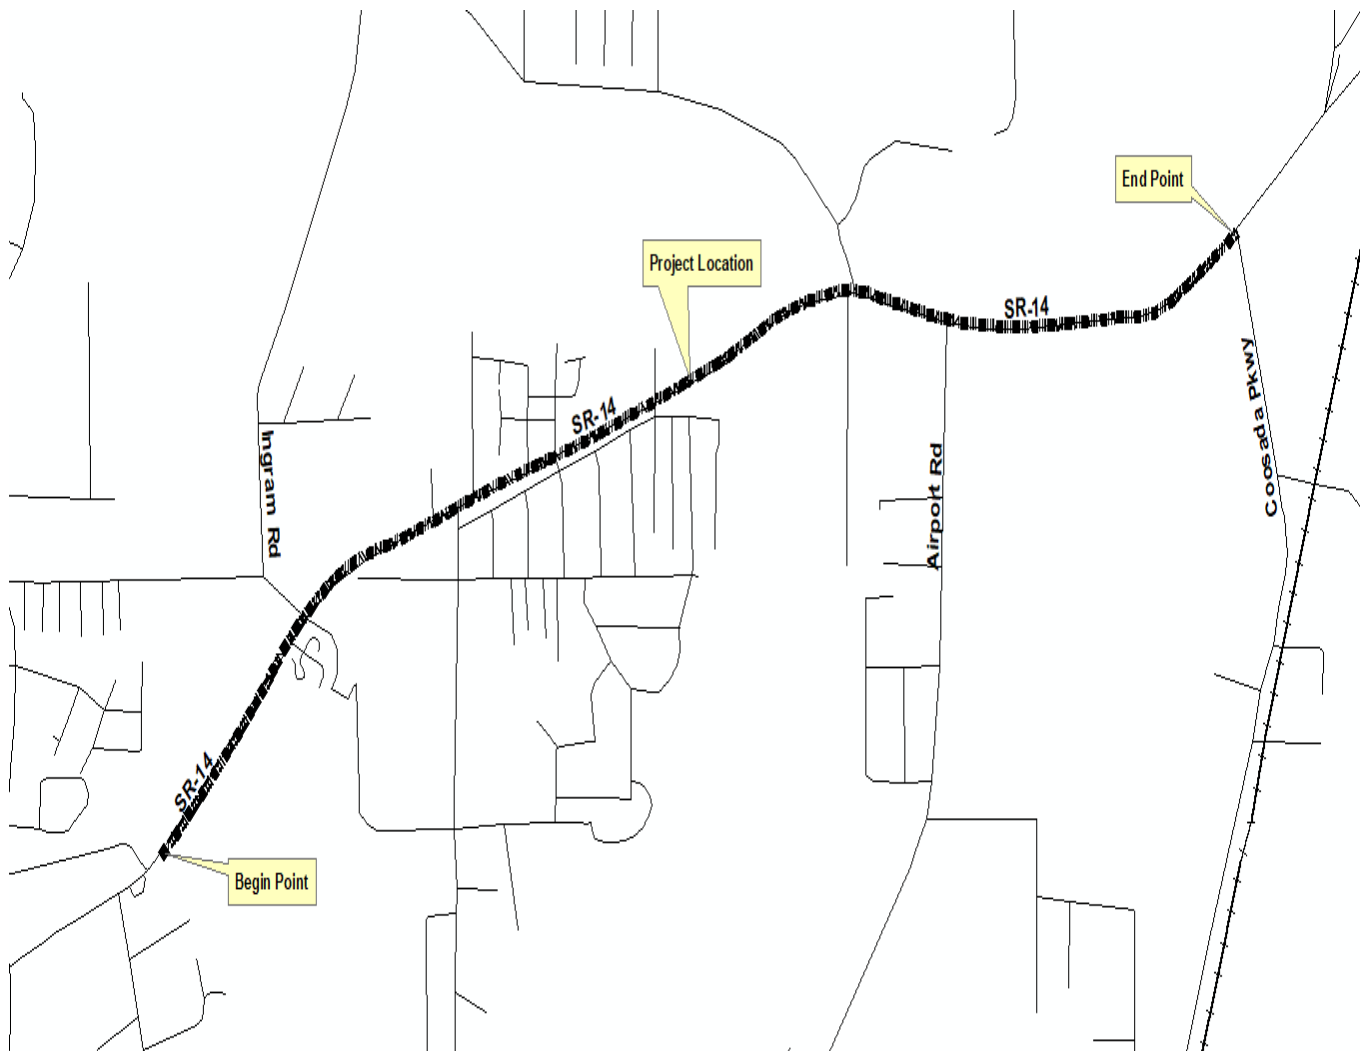 End Point
Project Location
SR-14
SR-14
Coosada Pkwy
Ingram Rd
Airport Rd
SR-14
Begin Point